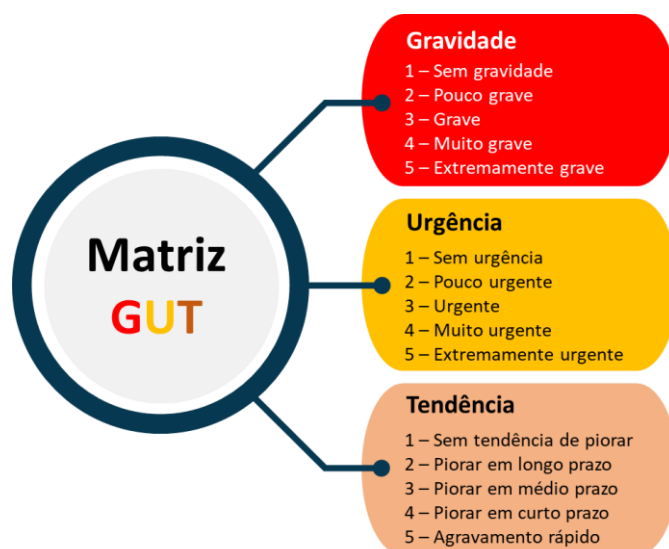 Matriz
GUT
Gravidade
1 – Sem gravidade
2 – Pouco grave
3 – Grave
4 – Muito grave
5 – Extremamente grave
Urgência
1 – Sem urgência
2 – Pouco urgente
3 – Urgente
4 – Muito urgente
5 – Extremamente urgente
Tendência
1 – Sem tendência de piorar
2 – Piorar em longo prazo
3 – Piorar em médio prazo
4 – Piorar em curto prazo
5 – Agravamento rápido